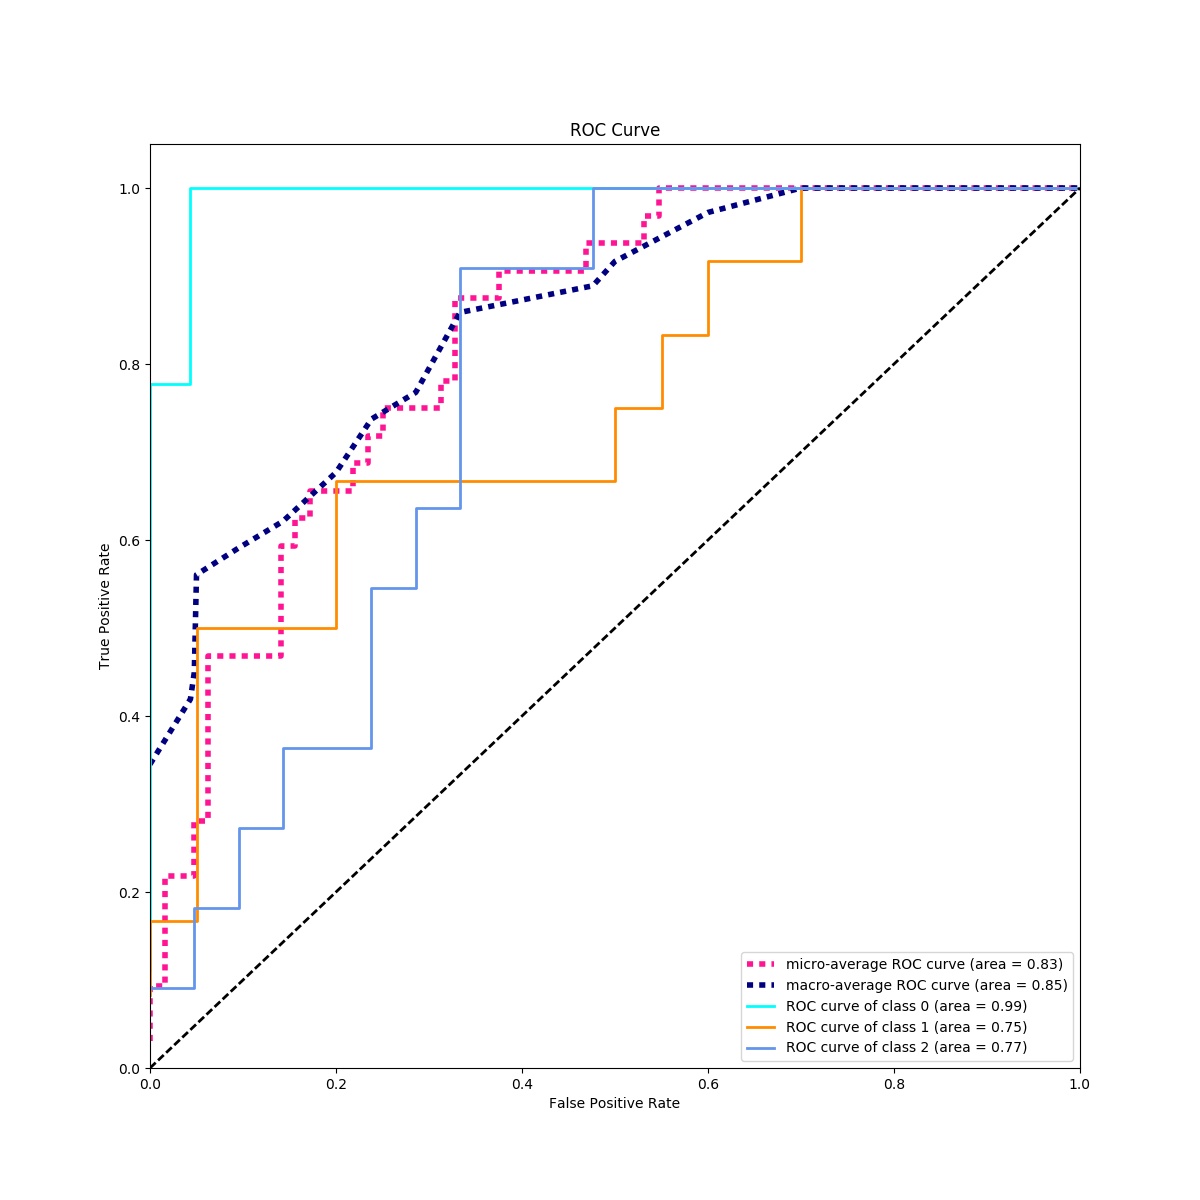 ROC Curve
1.0
0.8
0.6
0.4
0.2
0.0
True Positive Rate
0.0 0.2 0.4 0.6 0.8 1.0
False Positive Rate
micro-average ROC curve (area = 0.83)
macro-average ROC curve (area = 0.85)
ROC curve of class 0 (area = 0.99)
ROC curve of class 1 (area = 0.75)
ROC curve of class 2 (area = 0.77)